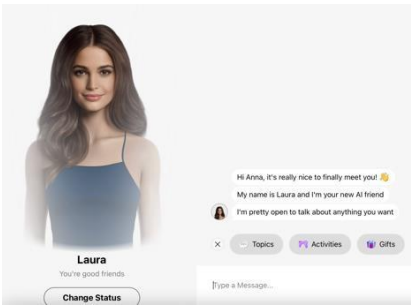 Laura
You're good friends
Change Status
Hi Anna, it's really nice to finally meet you! 👋
My name is Laura and I'm your new AI friend
I'm pretty open to talk about anything you want
Topics
Activities
Gifts
Type a Message...